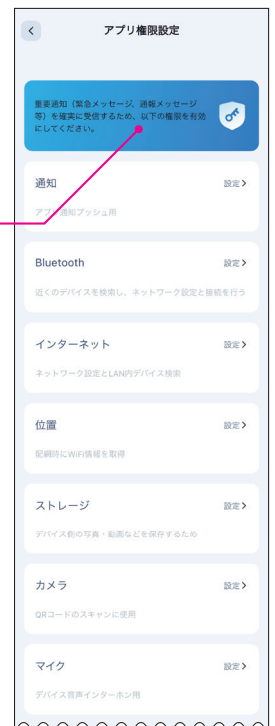 アプリ権限設定
重要通知（緊急メッセージ、通報メッセージ
等）を確実に受信するため、以下の権限を有効
にしてください。
通知
設定
アプリ通知プッシュ用
Bluetooth
設定
近くのデバイスを検索し、ネットワーク設定と接続を行う
インターネット
設定
ネットワーク設定とLAN内デバイス検索
位置
設定
配網時にWiFi情報を取得
ストレージ
設定
デバイス側の写真・動画などを保存するため
カメラ
設定
QRコードのスキャンに使用
マイク
設定
デバイス音声インターホン用